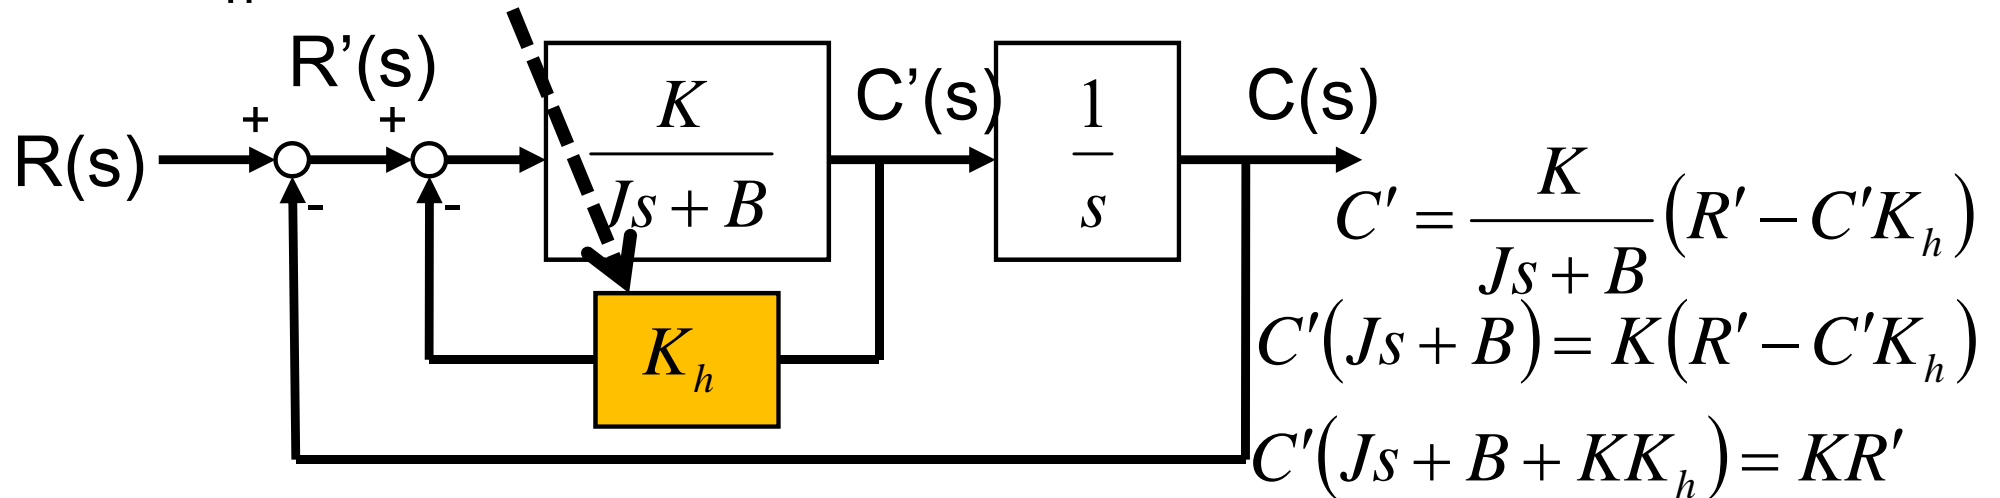 R'(s)
R(s)
+
+
-
-
K
Js + B
C'(s)
1
s
C(s)
K_h
C′ = K / (Js + B) (R′ − C′K_h)
C′(Js + B) = K(R′ − C′K_h)
C′(Js + B + KK_h) = KR′